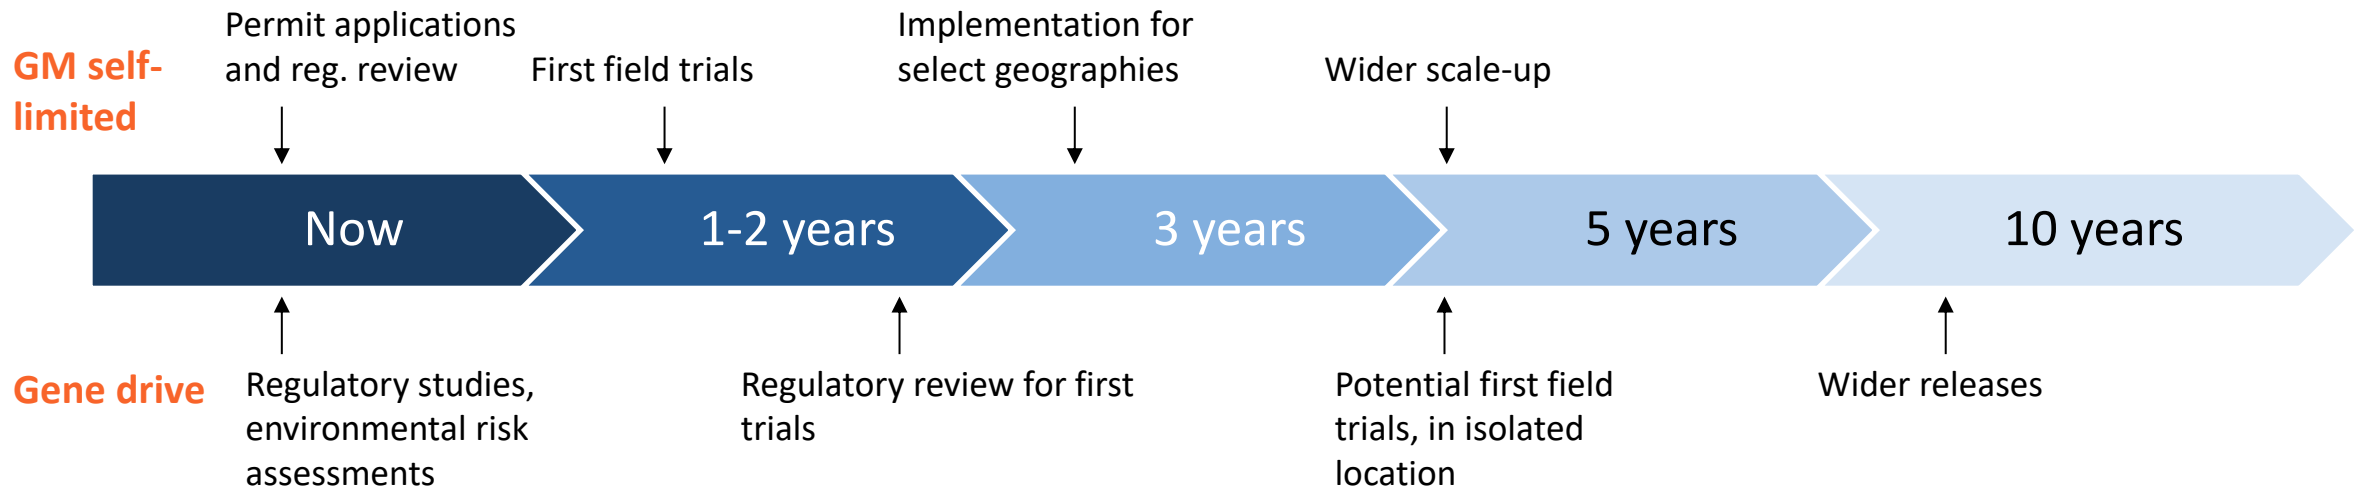 GM self-
limited
Permit applications
and reg. review
First field trials
Implementation for
select geographies
Wider scale-up
Now
1-2 years
3 years
5 years
10 years
Gene drive
Regulatory studies,
environmental risk
assessments
Regulatory review for first
trials
Potential first field
trials, in isolated
location
Wider releases